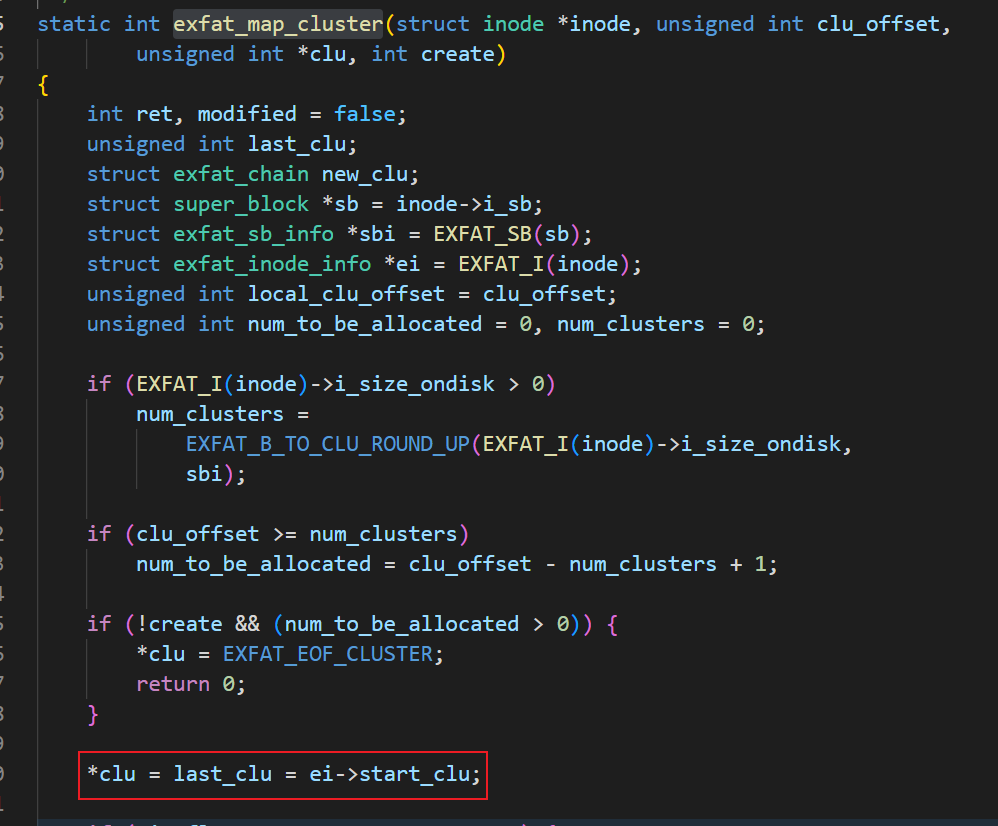 static int exfat_map_cluster(struct inode *inode, unsigned int clu_offset,
        unsigned int *clu, int create)
{
    int ret, modified = false;
    unsigned int last_clu;
    struct exfat_chain new_clu;
    struct super_block *sb = inode->i_sb;
    struct exfat_sb_info *sbi = EXFAT_SB(sb);
    struct exfat_inode_info *ei = EXFAT_I(inode);
    unsigned int local_clu_offset = clu_offset;
    unsigned int num_to_be_allocated = 0, num_clusters = 0;

    if (EXFAT_I(inode)->i_size_ondisk > 0)
        num_clusters =
            EXFAT_B_TO_CLU_ROUND_UP(EXFAT_I(inode)->i_size_ondisk,
            sbi);

    if (clu_offset >= num_clusters)
        num_to_be_allocated = clu_offset - num_clusters + 1;

    if (!create && (num_to_be_allocated > 0)) {
        *clu = EXFAT_EOF_CLUSTER;
        return 0;
    }

    *clu = last_clu = ei->start_clu;